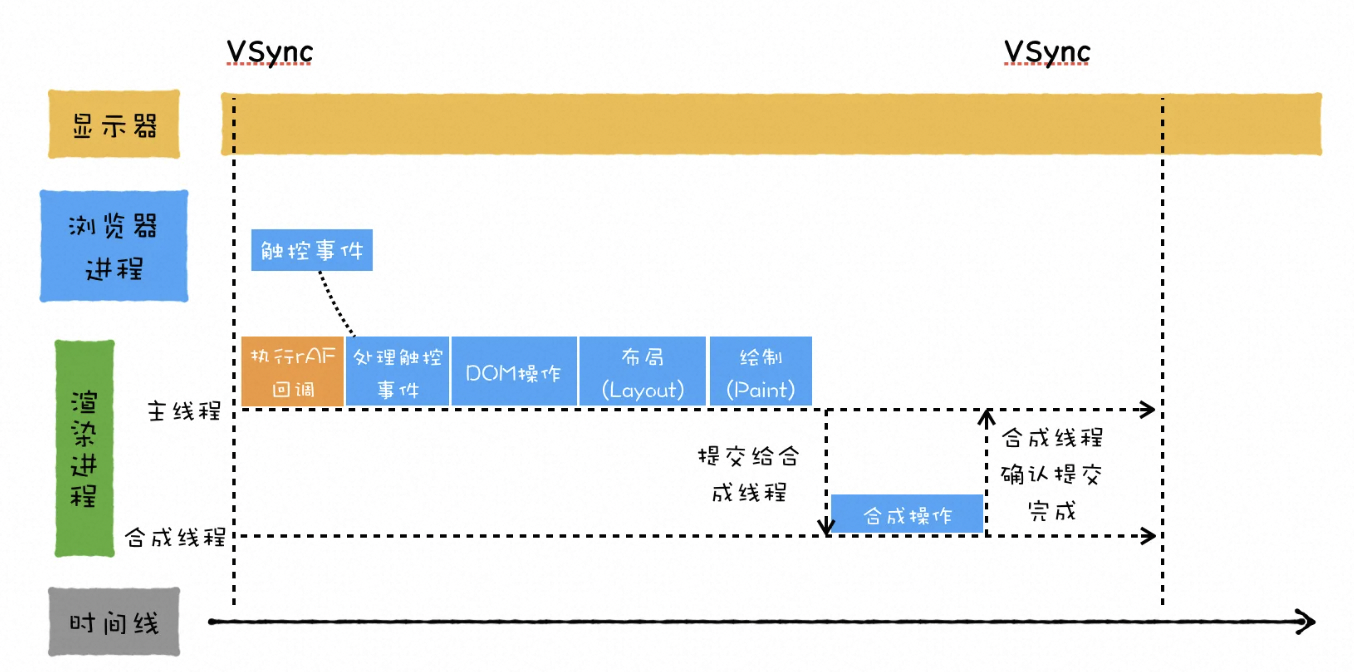 VSync
VSync
显示器
浏览器
进程
触控事件
执行rAF
回调
处理触控
事件
DOM操作
布局
(Layout)
绘制
(Paint)
渲染进程
主线程
提交给合
成线程
合成线程
确认提交
完成
合成操作
合成线程
时间线